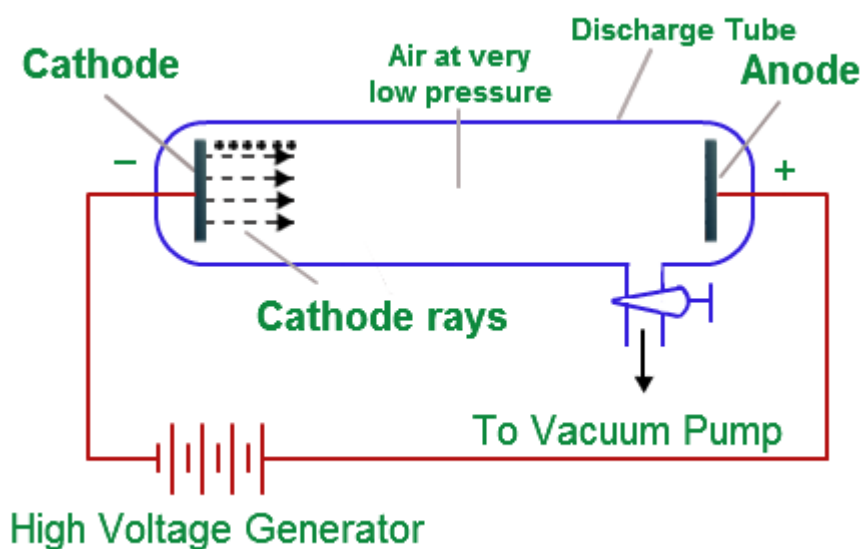 Discharge Tube
Cathode
Air at very
low pressure
Anode
−
+
Cathode rays
To Vacuum Pump
High Voltage Generator